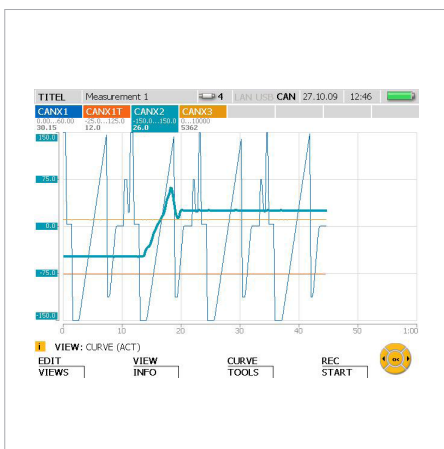 TITEL Measurement 1 4 LAN USB CAN 27.10.09 12:46
CANX1 CANX1T CANX2 CANX3
0.00...60.00 -25.0...125.0 -150.0...150.0 0...10000
30.15 12.0 26.0 5362
150.0
75.0
0.0
-75.0
-150.0
0 10 20 30 40 50 1:00
i VIEW: CURVE (ACT)
EDIT VIEW CURVE REC
VIEWS INFO TOOLS START
OK